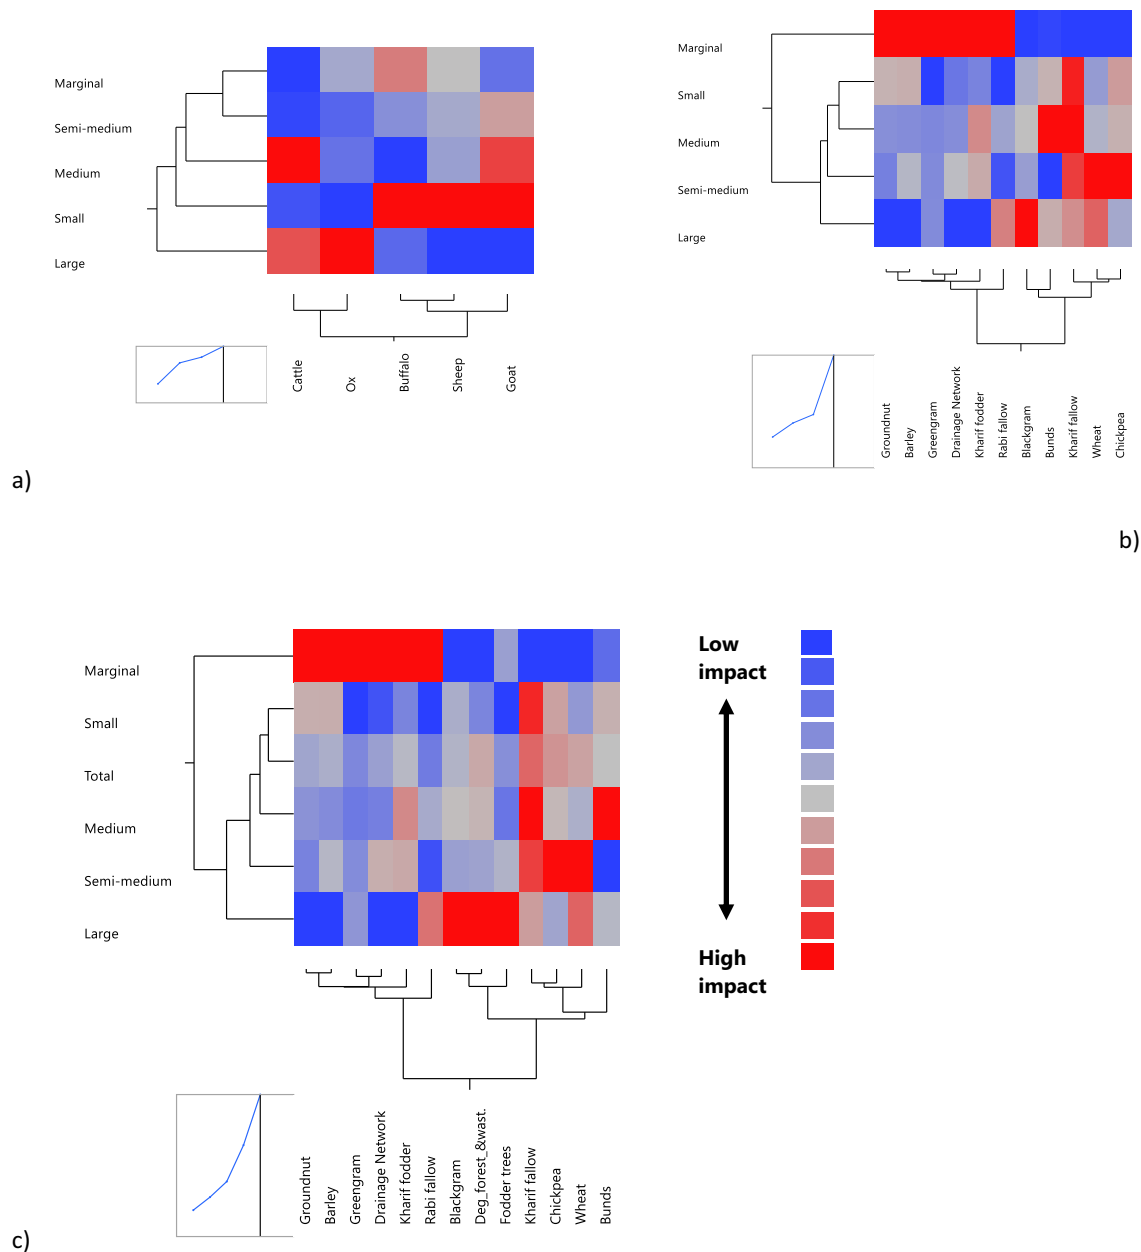 Marginal
Semi-medium
Medium
Small
Large
Cattle
Ox
Buffalo
Sheep
Goat
a)
Marginal
Small
Medium
Semi-medium
Large
Groundnut
Barley
Greengram
Drainage Network
Kharif fodder
Rabi fallow
Blackgram
Bunds
Kharif fallow
Wheat
Chickpea
b)
Marginal
Small
Total
Medium
Semi-medium
Large
Groundnut
Barley
Greengram
Drainage Network
Kharif fodder
Rabi fallow
Blackgram
Deg_forest_&wast.
Fodder trees
Kharif fallow
Chickpea
Wheat
Bunds
c)
Low
impact
High
impact